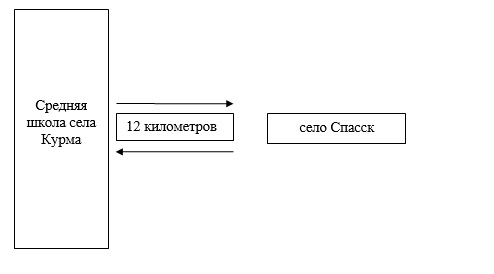 Средняя
школа села
Курма
12 километров
село Спасск